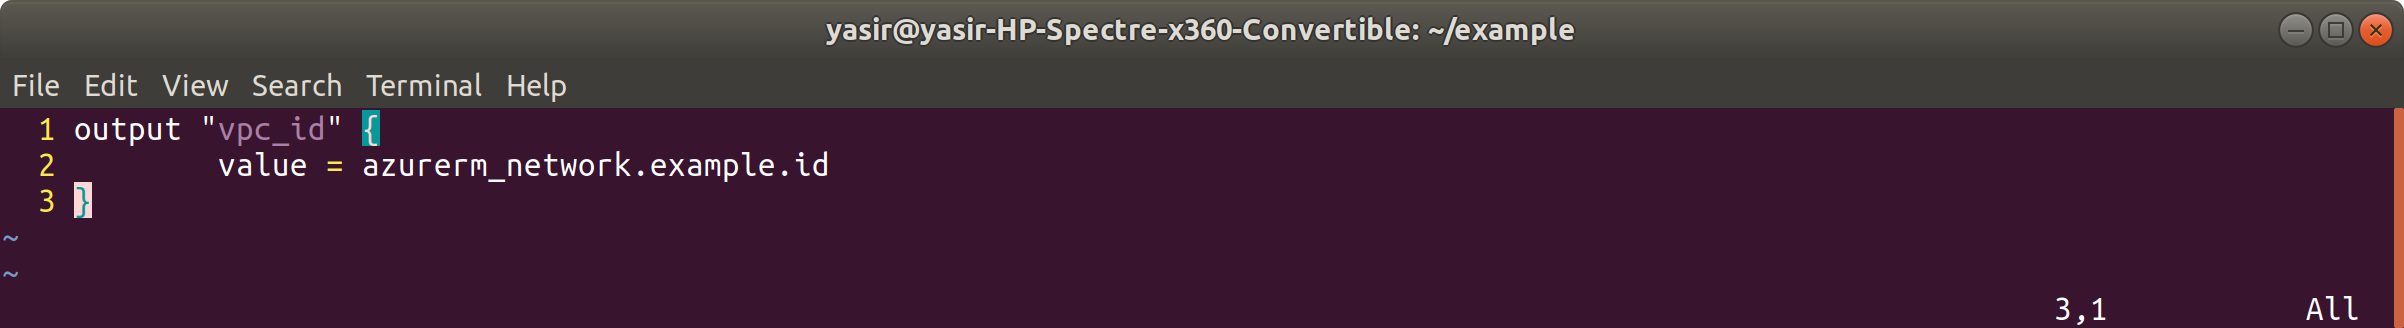 yasir@yasir-HP-Spectre-x360-Convertible: ~/example
File Edit View Search Terminal Help
1 output "vpc_id" {
2         value = azurerm_network.example.id
3 }
~
~
3,1 All